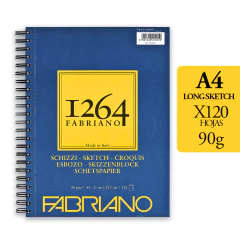 1264
FABRIANO
Made in Italy
SCHIZZI - SKETCH - CROQUIS
ESBOZO - SKIZZENBLOCK
SCHETSPAPIER
FABRIANO
A4
LONG SKETCH
X120
HOJAS
90g